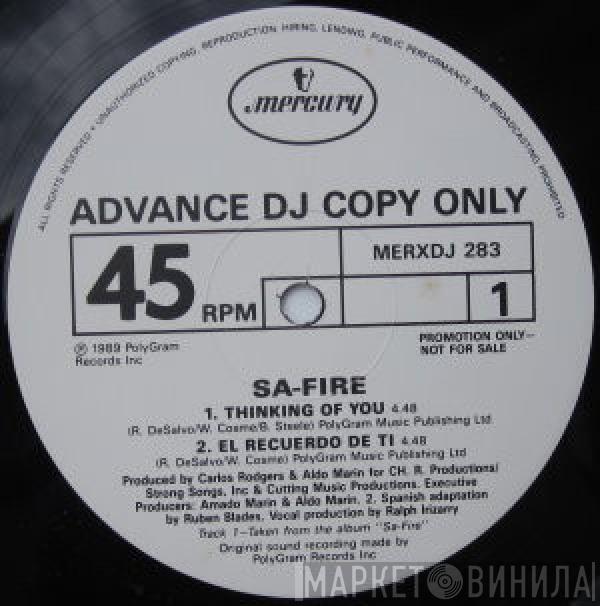 ALL RIGHTS RESERVED • UNAUTHORIZED COPYING, REPRODUCTION, HIRING, LENDING, PUBLIC PERFORMANCE AND BROADCASTING PROHIBITED
mercury
ADVANCE DJ COPY ONLY
45 RPM
MERXDJ 283
1
℗ 1989 PolyGram
Records Inc
PROMOTION ONLY—
NOT FOR SALE
SA-FIRE
1. THINKING OF YOU 4.48
(R. DeSalvo/W. Cosme/B. Steele) PolyGram Music Publishing Ltd
2. EL RECUERDO DE TI 4.48
(R. DeSalvo/W. Cosme) PolyGram Music Publishing Ltd
Produced by Carlos Rodgers & Aldo Marin for CH. R. Productions/
Strong Songs, Inc & Cutting Music Productions. Executive
Producers: Amado Marin & Aldo Marin. 2. Spanish adaptation
by Ruben Blades. Vocal production by Ralph Irizarry
Track 1—Taken from the album "Sa-Fire"
Original sound recording made by
PolyGram Records Inc
МАРКЕТ ВИНИЛА